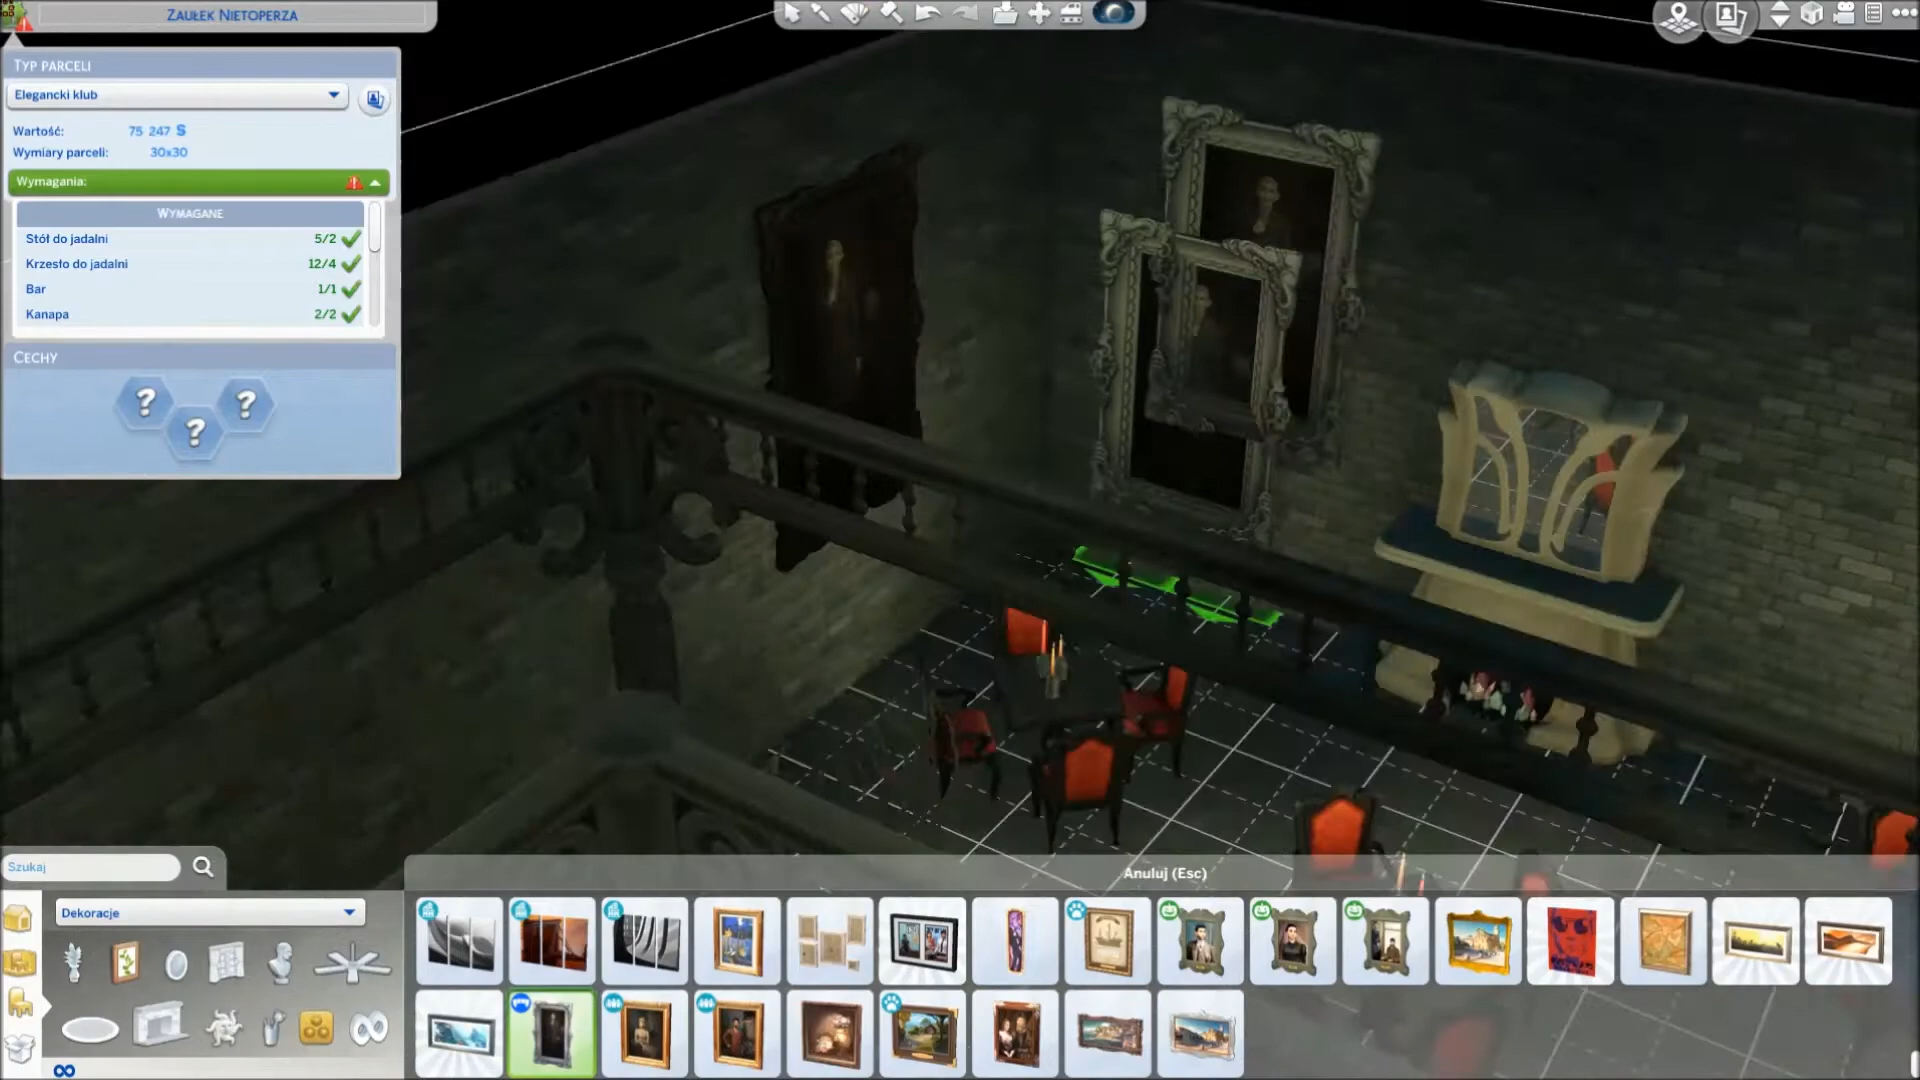 Zaułek Nietoperza
Typ parceli
Elegancki klub
Wartość: 75 247 §
Wymiary parceli: 30x30
Wymagania:
Wymagane
Stół do jadalni 5/2
Krzesło do jadalni 12/4
Bar 1/1
Kanapa 2/2
Cechy
? ? ?
Szukaj
Anuluj (Esc)
Dekoracje